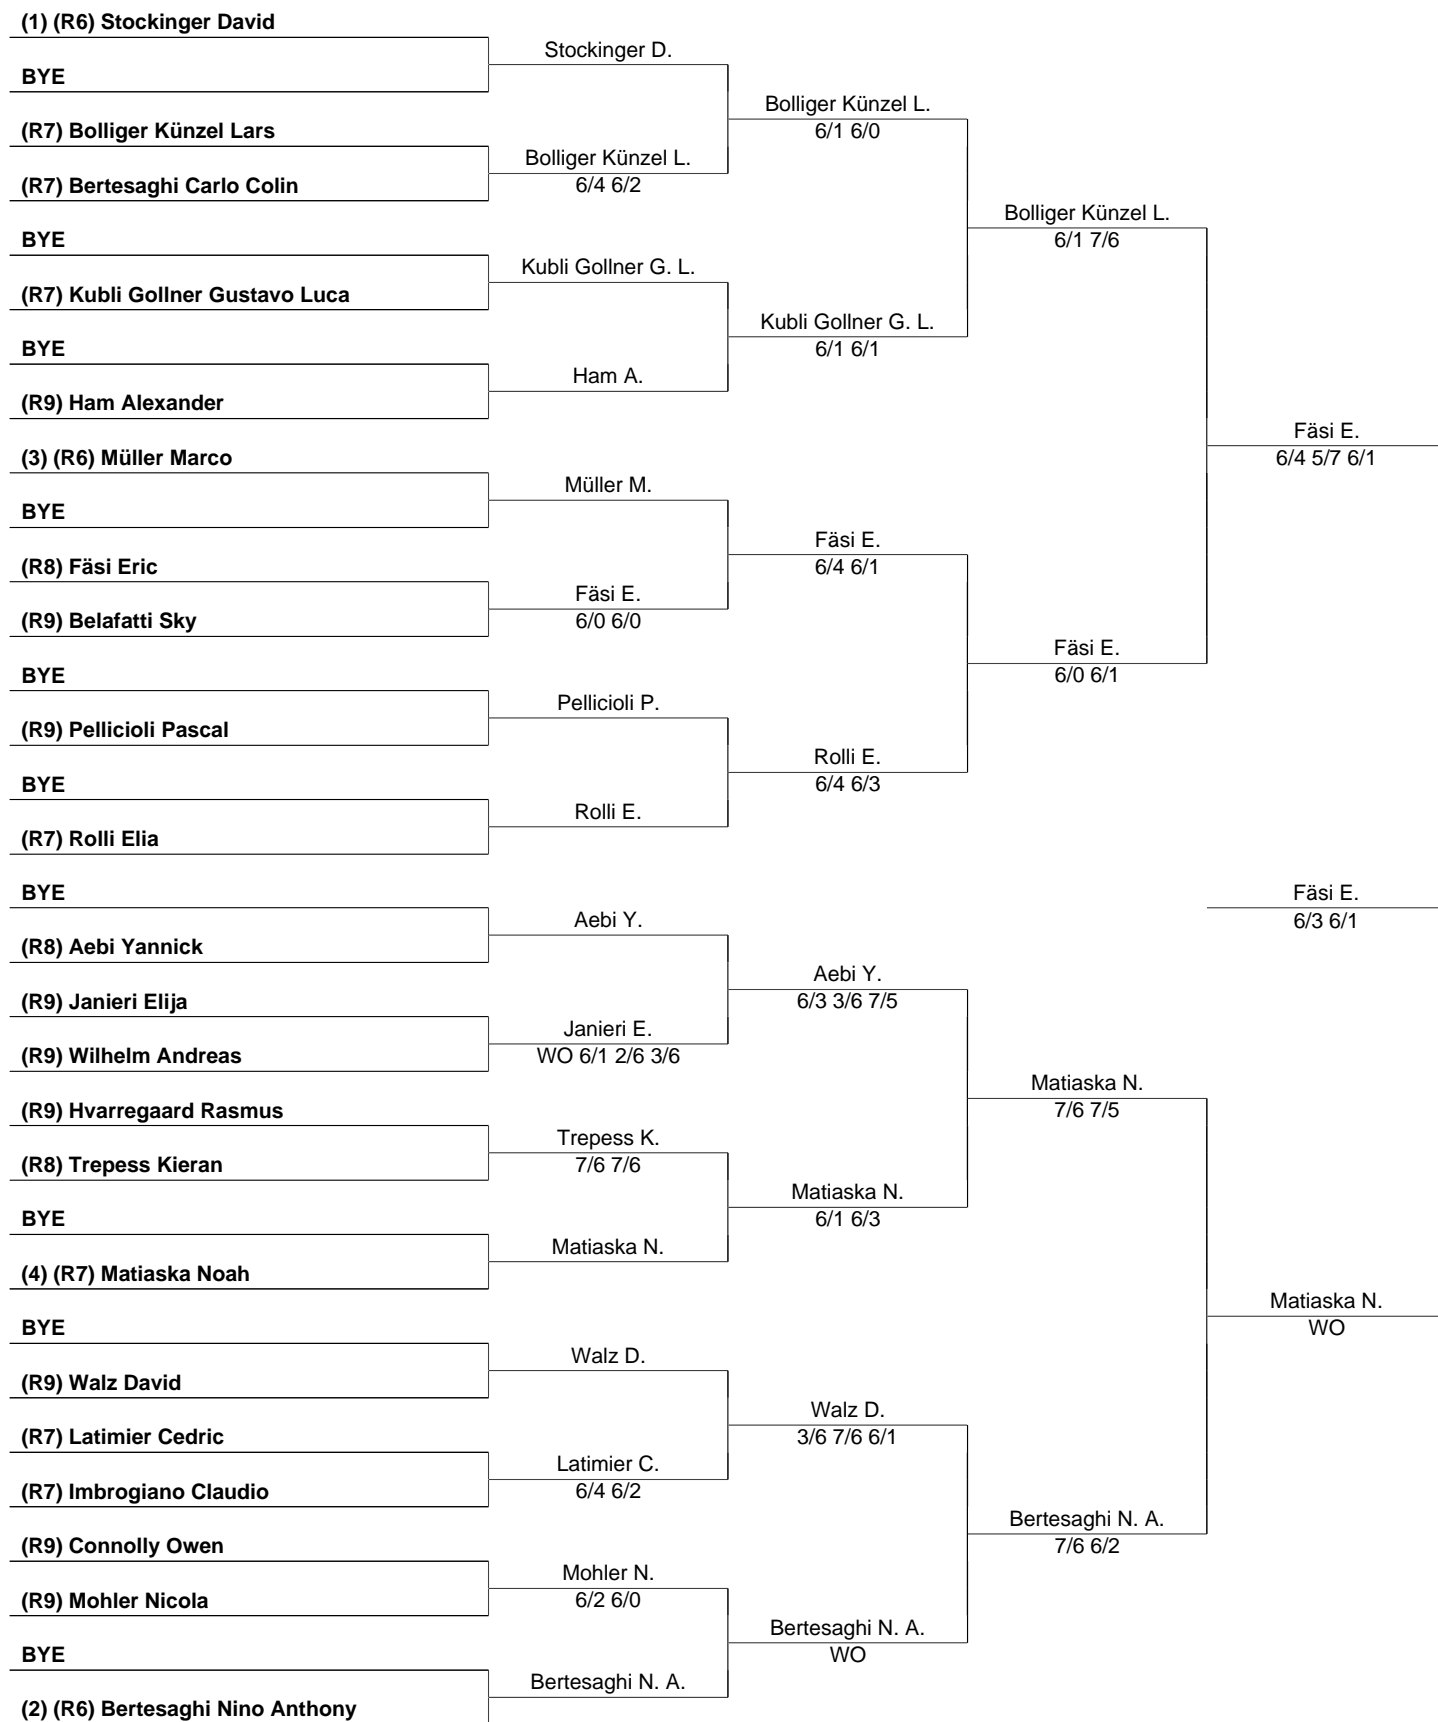 (1) (R6) Stockinger David
Stockinger D.
BYE
Bolliger Künzel L.
6/1 6/0
(R7) Bolliger Künzel Lars
Bolliger Künzel L.
6/4 6/2
(R7) Bertesaghi Carlo Colin
Bolliger Künzel L.
6/1 7/6
BYE
Kubli Gollner G. L.
(R7) Kubli Gollner Gustavo Luca
Kubli Gollner G. L.
6/1 6/1
BYE
Ham A.
(R9) Ham Alexander
Fäsi E.
6/4 5/7 6/1
(3) (R6) Müller Marco
Müller M.
BYE
Fäsi E.
6/4 6/1
(R8) Fäsi Eric
Fäsi E.
6/0 6/0
(R9) Belafatti Sky
Fäsi E.
6/0 6/1
BYE
Pellicioli P.
(R9) Pellicioli Pascal
Rolli E.
6/4 6/3
BYE
Rolli E.
(R7) Rolli Elia
BYE
Fäsi E.
6/3 6/1
Aebi Y.
(R8) Aebi Yannick
Aebi Y.
6/3 3/6 7/5
(R9) Janieri Elija
Janieri E.
WO 6/1 2/6 3/6
(R9) Wilhelm Andreas
Matiaska N.
7/6 7/5
(R9) Hvarregaard Rasmus
Trepess K.
7/6 7/6
(R8) Trepess Kieran
Matiaska N.
6/1 6/3
BYE
Matiaska N.
(4) (R7) Matiaska Noah
Matiaska N.
WO
BYE
Walz D.
(R9) Walz David
Walz D.
3/6 7/6 6/1
(R7) Latimier Cedric
Latimier C.
6/4 6/2
(R7) Imbrogiano Claudio
Bertesaghi N. A.
7/6 6/2
(R9) Connolly Owen
Mohler N.
6/2 6/0
(R9) Mohler Nicola
Bertesaghi N. A.
WO
BYE
Bertesaghi N. A.
(2) (R6) Bertesaghi Nino Anthony